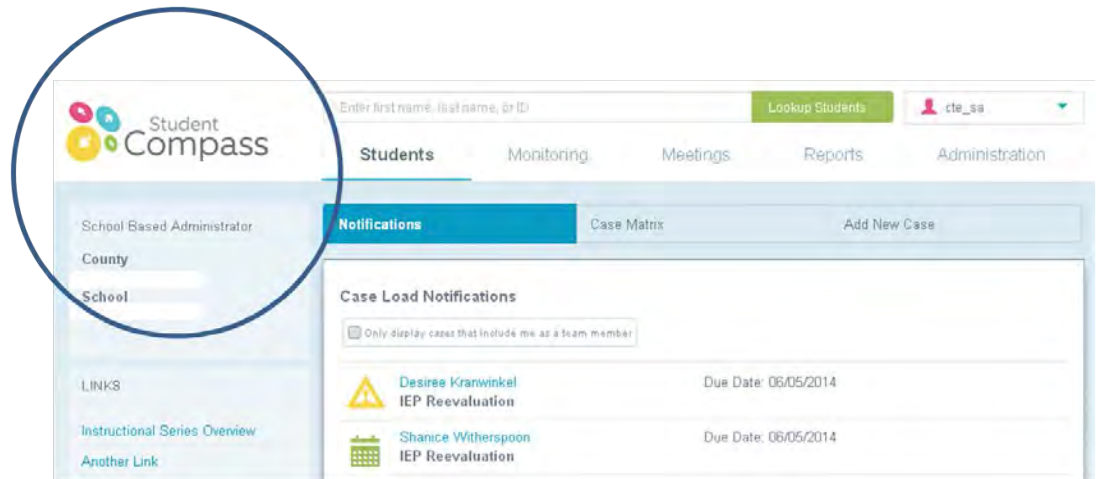 Student
Compass
Enter first name, last name, or ID
Lookup Students
cte_sa
Students
Monitoring
Meetings
Reports
Administration
School Based Administrator
County
School
LINKS
Instructional Series Overview
Another Link
Notifications
Case Matrix
Add New Case
Case Load Notifications
Only display cases that include me as a team member
Desiree Kranwinkel
Due Date: 06/05/2014
IEP Reevaluation
Shanice Witherspoon
Due Date: 06/05/2014
IEP Reevaluation